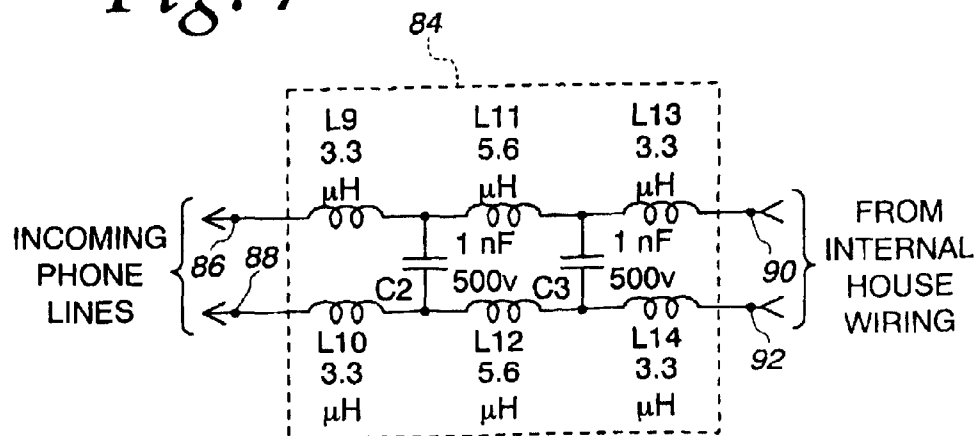 84
L9
3.3
μH
L11
5.6
μH
L13
3.3
μH
INCOMING
PHONE
LINES
86
88
1 nF
500v
C2
1 nF
500v
C3
90
92
FROM
INTERNAL
HOUSE
WIRING
L10
3.3
μH
L12
5.6
μH
L14
3.3
μH